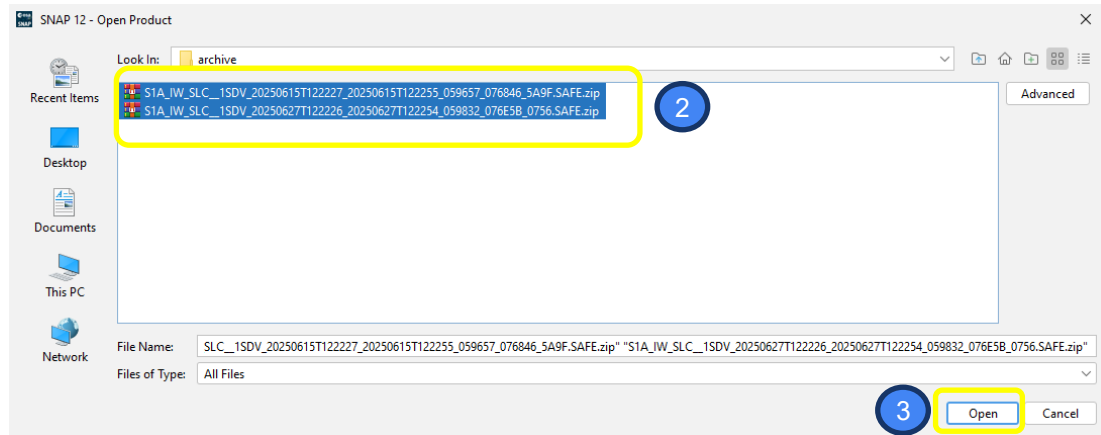 SNAP 12 - Open Product
Look In: archive
Recent Items
Desktop
Documents
This PC
Network
S1A_IW_SLC__1SDV_20250615T122227_20250615T122255_059657_076846_5A9F.SAFE.zip
S1A_IW_SLC__1SDV_20250627T122226_20250627T122254_059832_076E5B_0756.SAFE.zip
2
Advanced
File Name: SLC__1SDV_20250615T122227_20250615T122255_059657_076846_5A9F.SAFE.zip" "S1A_IW_SLC__1SDV_20250627T122226_20250627T122254_059832_076E5B_0756.SAFE.zip"
Files of Type: All Files
3 Open Cancel